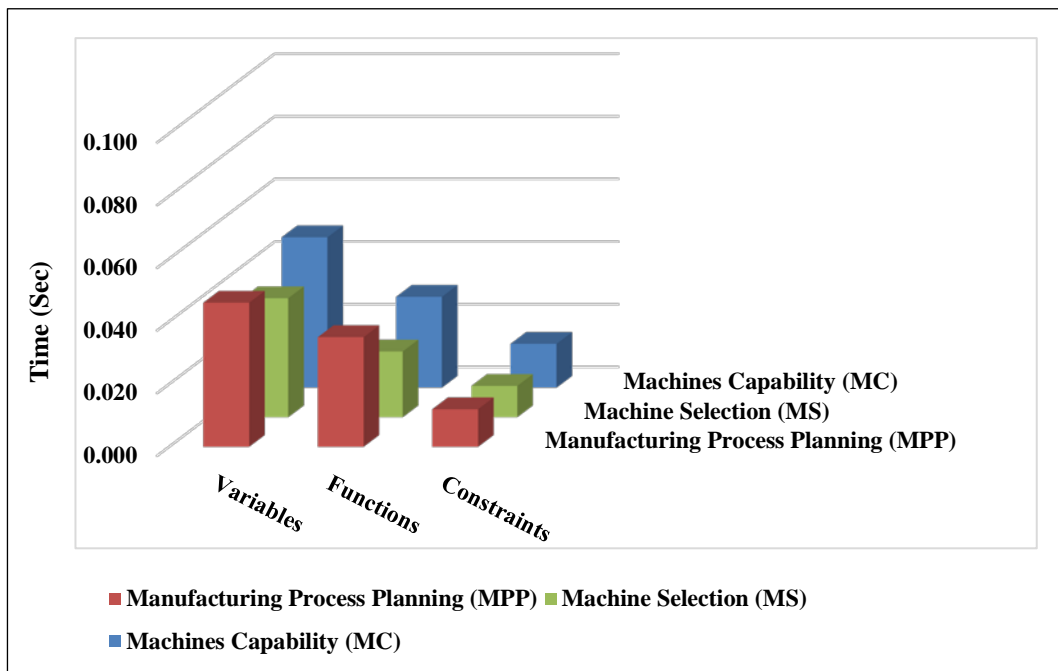 0.100
0.080
0.060
0.040
0.020
0.000
Time (Sec)
Variables
Functions
Constraints
Machines Capability (MC)
Machine Selection (MS)
Manufacturing Process Planning (MPP)
Manufacturing Process Planning (MPP) Machine Selection (MS)
Machines Capability (MC)